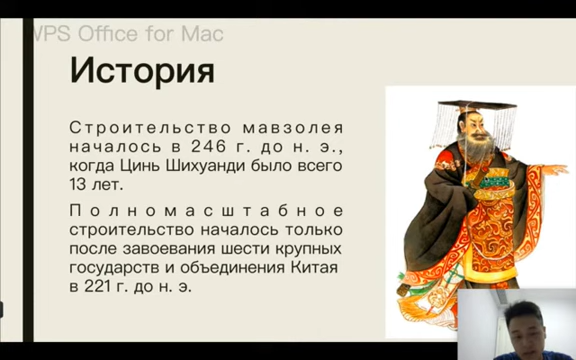 WPS Office for Mac
История
Строительство мавзолея
началось в 246 г. до н. э.,
когда Цинь Шихуанди было всего
13 лет.
Полномасштабное
строительство началось только
после завоевания шести крупных
государств и объединения Китая
в 221 г. до н. э.